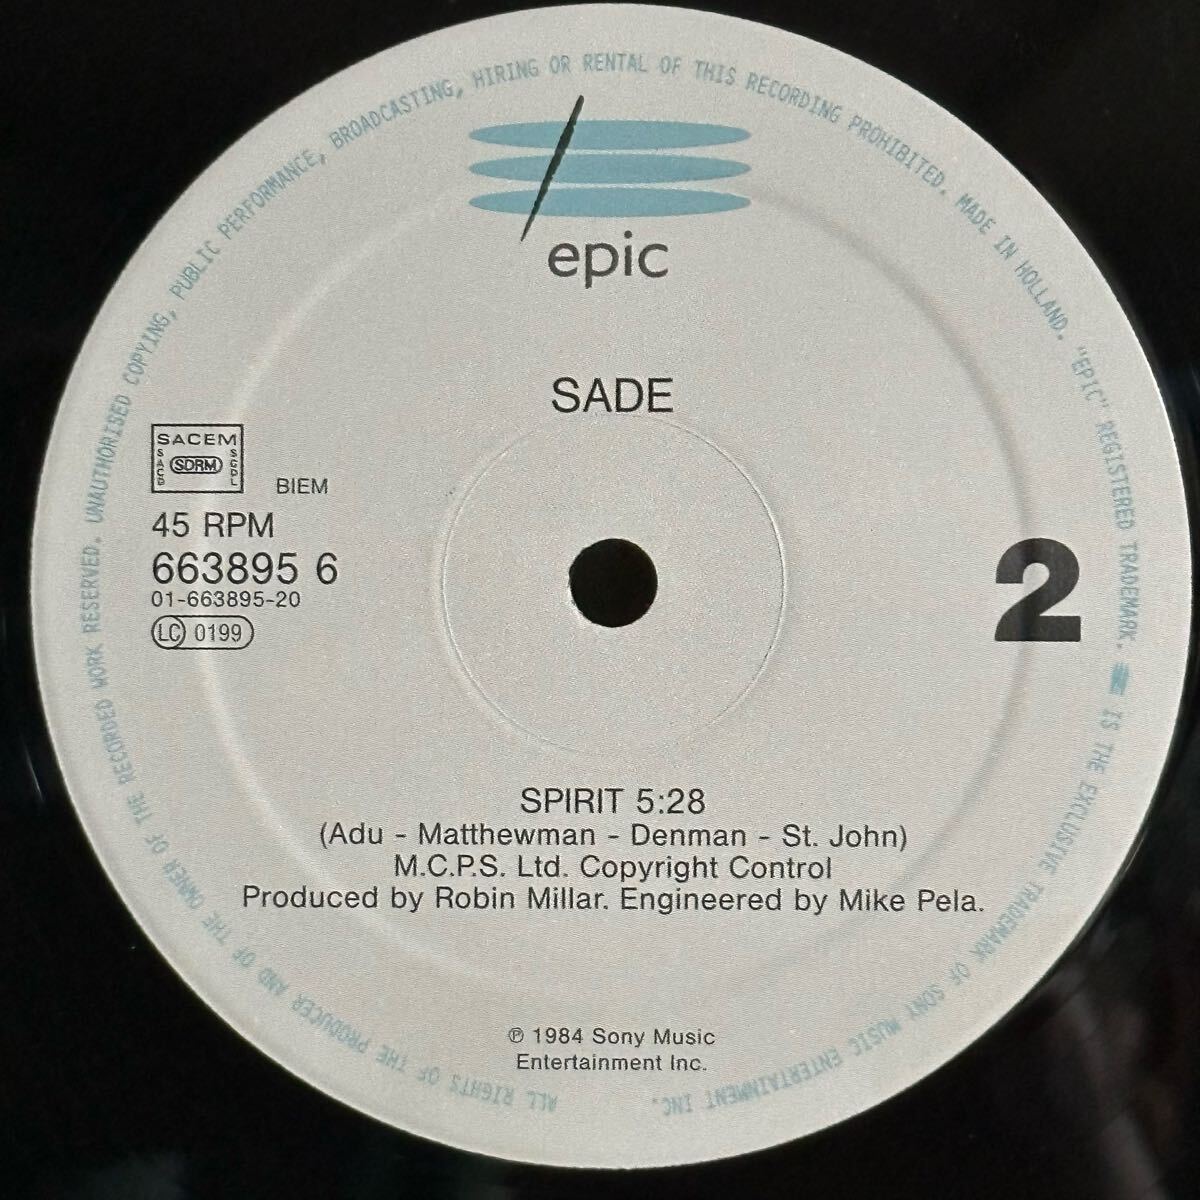 ALL RIGHTS OF THE PRODUCER AND OF THE OWNER OF THE RECORDED WORK RESERVED. UNAUTHORISED COPYING, PUBLIC PERFORMANCE, BROADCASTING, HIRING OR RENTAL OF THIS RECORDING PROHIBITED. MADE IN HOLLAND. "EPIC" REGISTERED TRADEMARK. IS THE EXCLUSIVE TRADEMARK OF SONY MUSIC ENTERTAINMENT INC.
epic
SADE
SACEM
SACD
SDRM
SGDL
BIEM
45 RPM
663895 6
01-663895-20
LC 0199
2
SPIRIT 5:28
(Adu - Matthewman - Denman - St. John)
M.C.P.S. Ltd. Copyright Control
Produced by Robin Millar. Engineered by Mike Pela.
℗ 1984 Sony Music
Entertainment Inc.